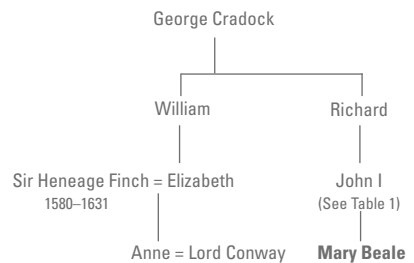 George Cradock
William Richard
Sir Heneage Finch = Elizabeth John I
1580–1631 (See Table 1)
Anne = Lord Conway Mary Beale